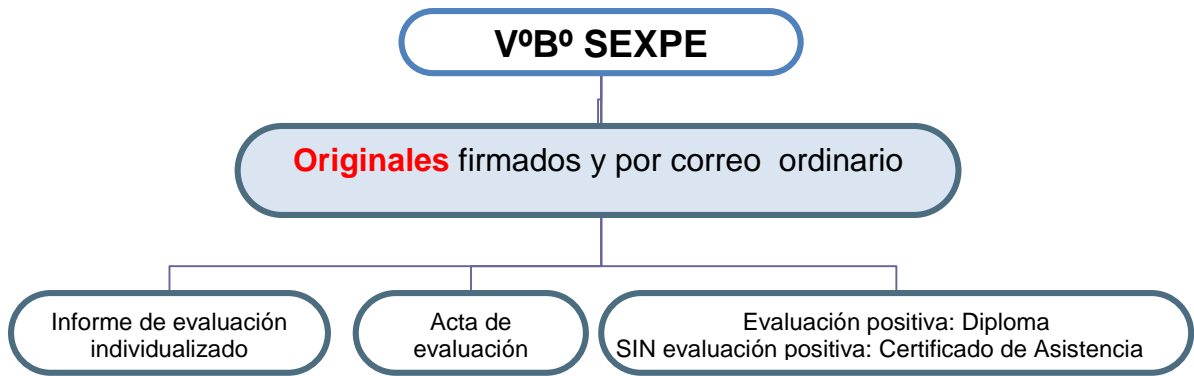 VºBº SEXPE
Originales firmados y por correo ordinario
Informe de evaluación
individualizado
Acta de
evaluación
Evaluación positiva: Diploma
SIN evaluación positiva: Certificado de Asistencia